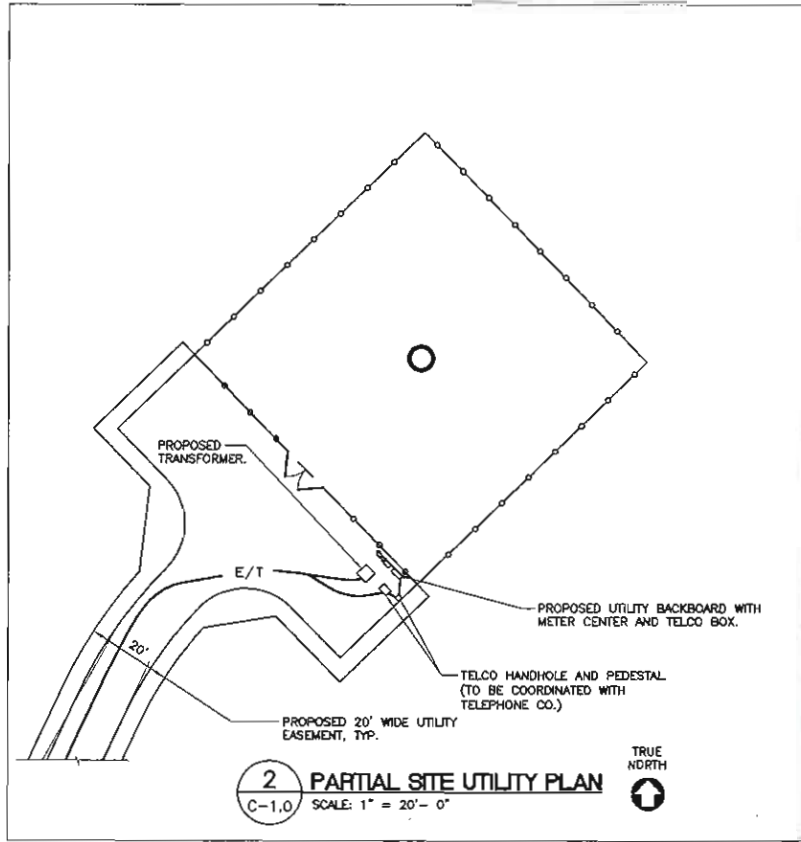 PROPOSED
TRANSFORMER.
E/T
20'
PROPOSED UTILITY BACKBOARD WITH
METER CENTER AND TELCO BOX.
TELCO HANDHOLE AND PEDESTAL
(TO BE COORDINATED WITH
TELEPHONE CO.)
PROPOSED 20' WIDE UTILITY
EASEMENT, TYP.
2
C-1.0
PARTIAL SITE UTILITY PLAN
SCALE: 1" = 20'- 0"
TRUE
NORTH